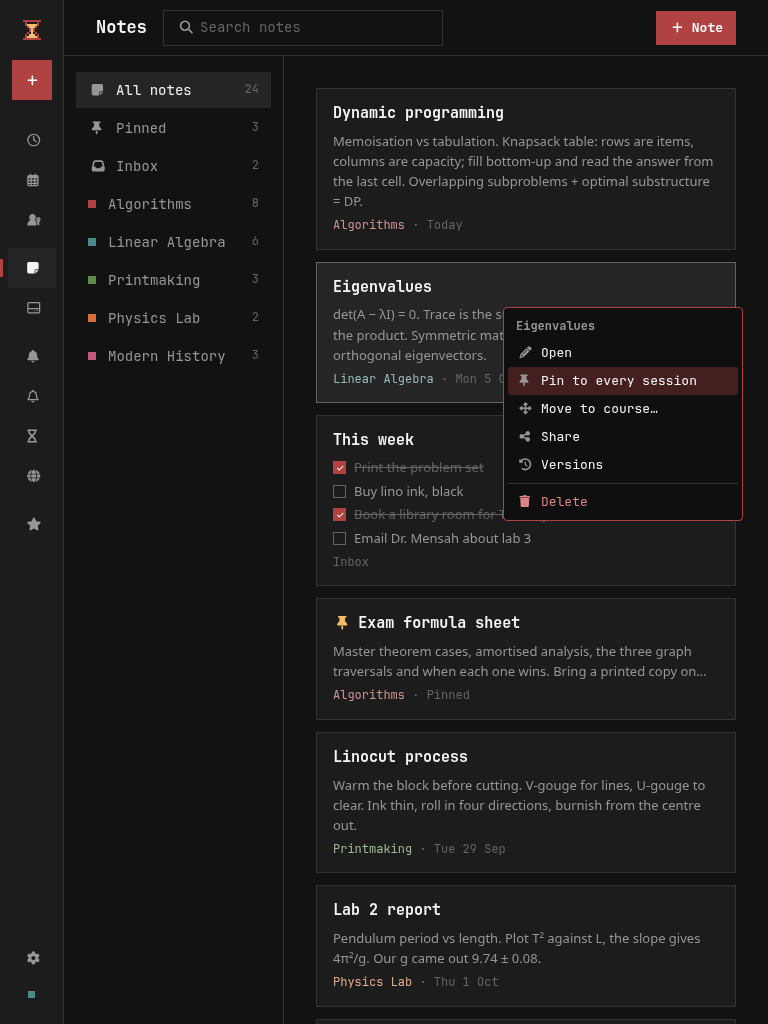 Notes
Search notes
+ Note
All notes 24
Pinned 3
Inbox 2
Algorithms 8
Linear Algebra 6
Printmaking 3
Physics Lab 2
Modern History 3
Dynamic programming
Memoisation vs tabulation. Knapsack table: rows are items,
columns are capacity; fill bottom-up and read the answer from
the last cell. Overlapping subproblems + optimal substructure
= DP.
Algorithms · Today
Eigenvalues
det(A − λI) = 0. Trace is the
the product. Symmetric
orthogonal eigenvectors.
Linear Algebra · Mon 5
Eigenvalues
Open
Pin to every session
Move to course…
Share
Versions
Delete
This week
Print the problem set
Buy lino ink, black
Book a library room for
Email Dr. Mensah about lab 3
Inbox
Exam formula sheet
Master theorem cases, amortised analysis, the three graph
traversals and when each one wins. Bring a printed copy on…
Algorithms · Pinned
Linocut process
Warm the block before cutting. V-gouge for lines, U-gouge to
clear. Ink thin, roll in four directions, burnish from the centre
out.
Printmaking · Tue 29 Sep
Lab 2 report
Pendulum period vs length. Plot T² against L, the slope gives
4π²/g. Our g came out 9.74 ± 0.08.
Physics Lab · Thu 1 Oct